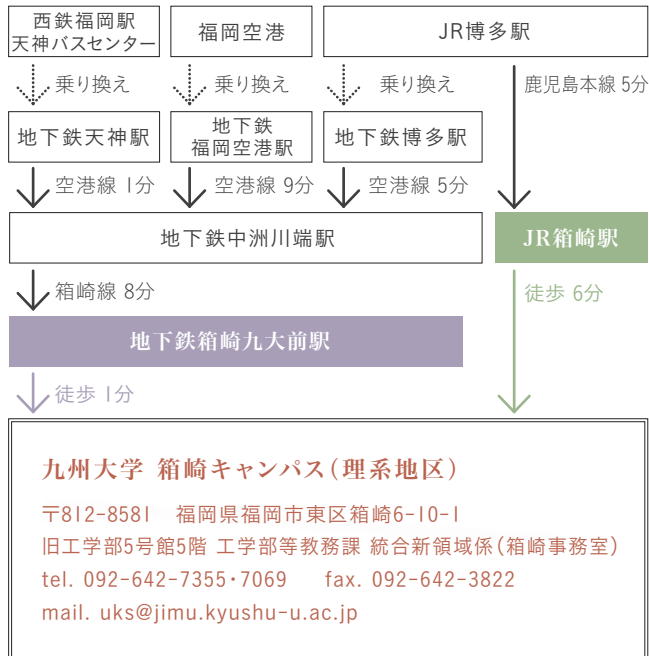 西鉄福岡駅
天神バスセンター
福岡空港
JR博多駅
乗り換え
乗り換え
乗り換え
鹿児島本線 5分
地下鉄天神駅
地下鉄
福岡空港駅
地下鉄博多駅
空港線 1分
空港線 9分
空港線 5分
地下鉄中洲川端駅
JR箱崎駅
箱崎線 8分
徒歩 6分
地下鉄箱崎九大前駅
徒歩 1分
九州大学 箱崎キャンパス(理系地区)
〒812-8581 福岡県福岡市東区箱崎6-10-1
旧工学部5号館5階 工学部等教務課 統合新領域係(箱崎事務室)
tel. 092-642-7355・7069 fax. 092-642-3822
mail. uks@jimu.kyushu-u.ac.jp